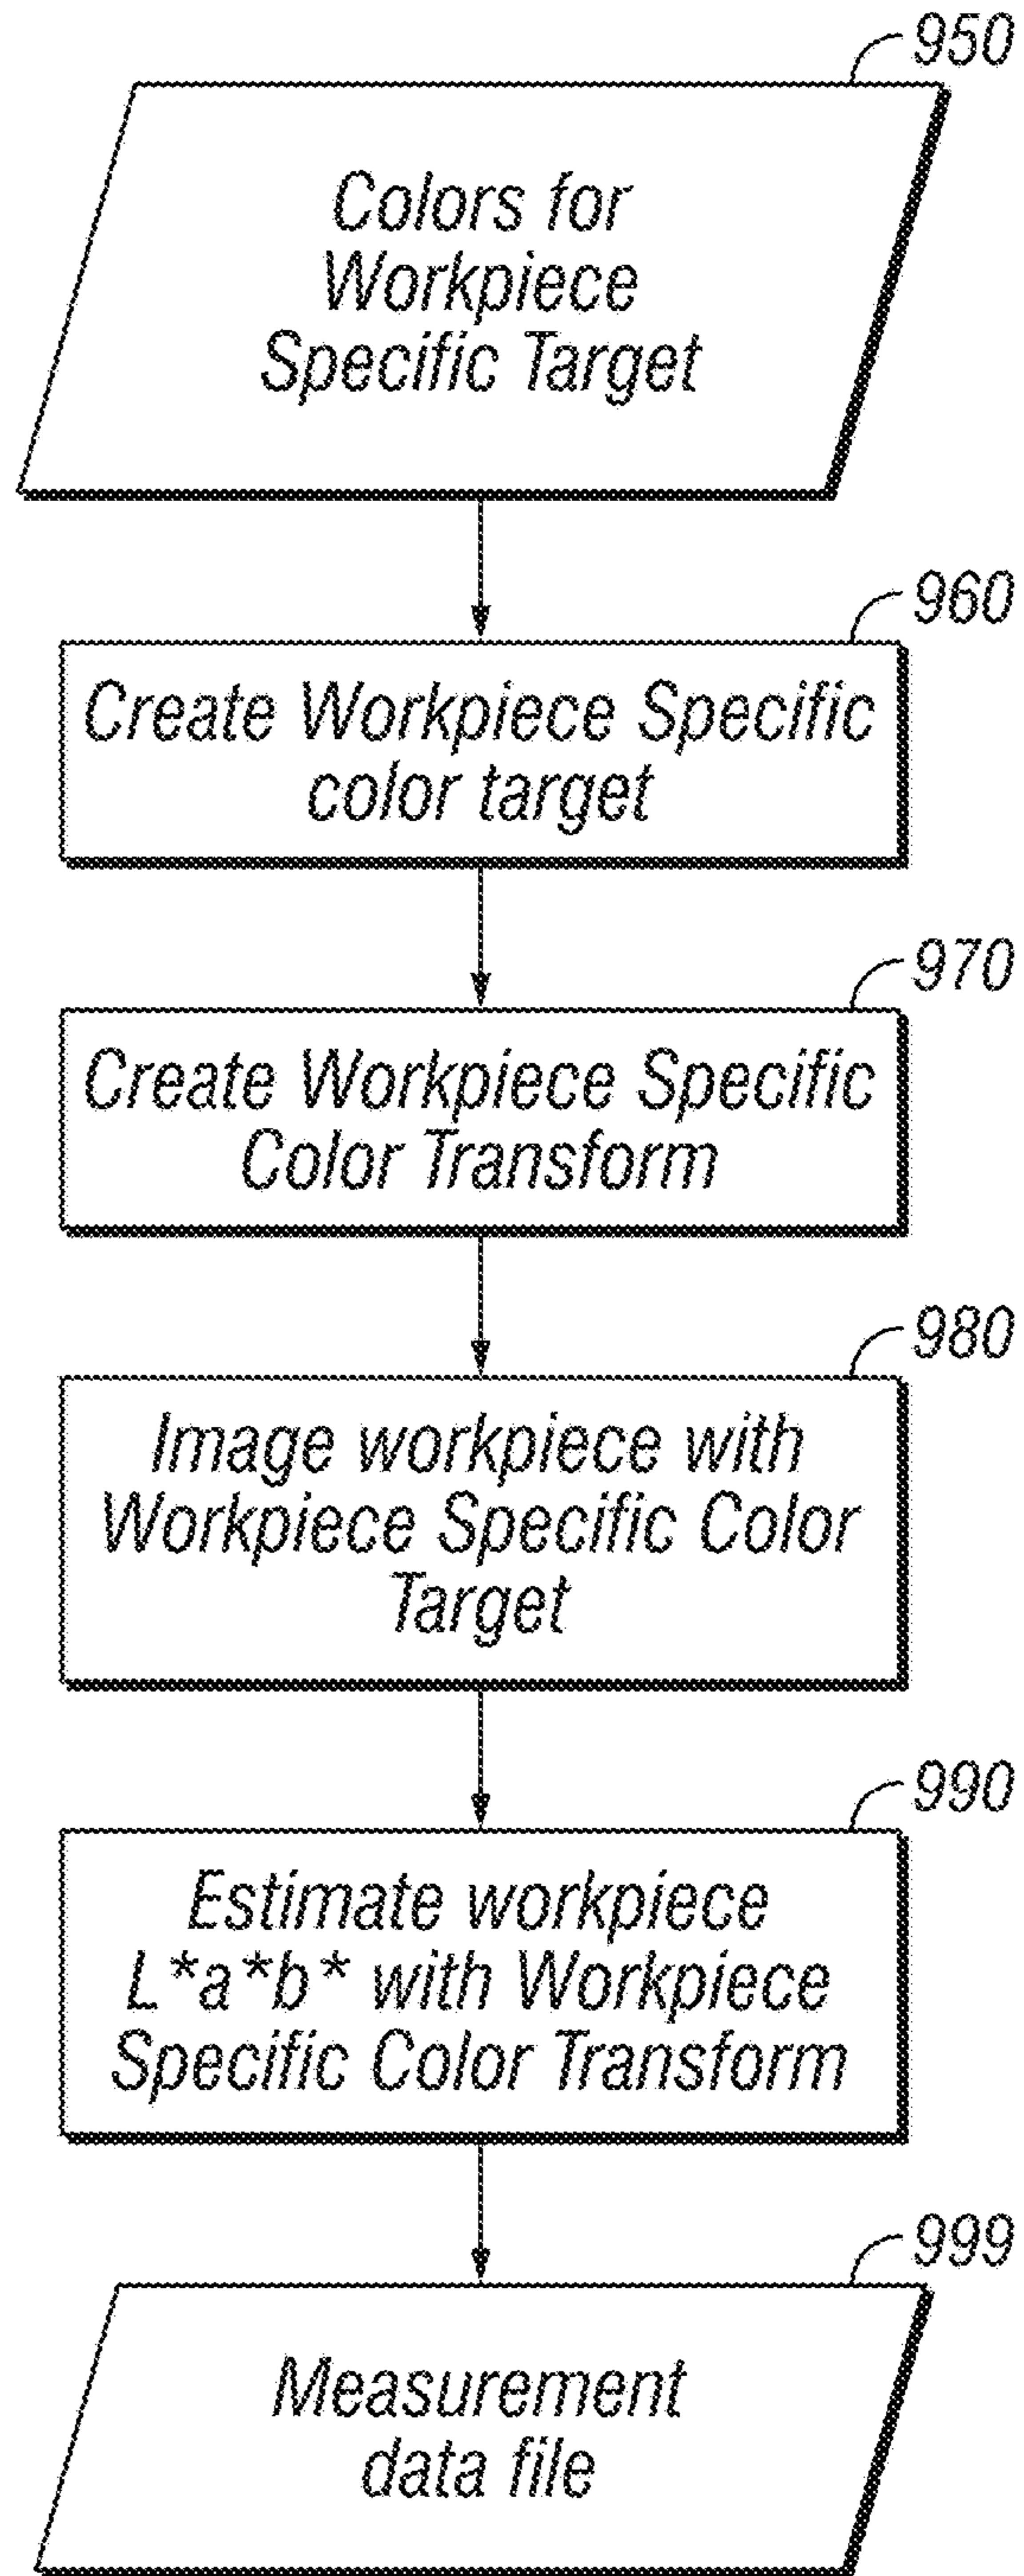 950
Colors for
Workpiece
Specific Target
960
Create Workpiece Specific
color target
970
Create Workpiece Specific
Color Transform
980
Image workpiece with
Workpiece Specific Color
Target
990
Estimate workpiece
L*a*b* with Workpiece
Specific Color Transform
999
Measurement
data file